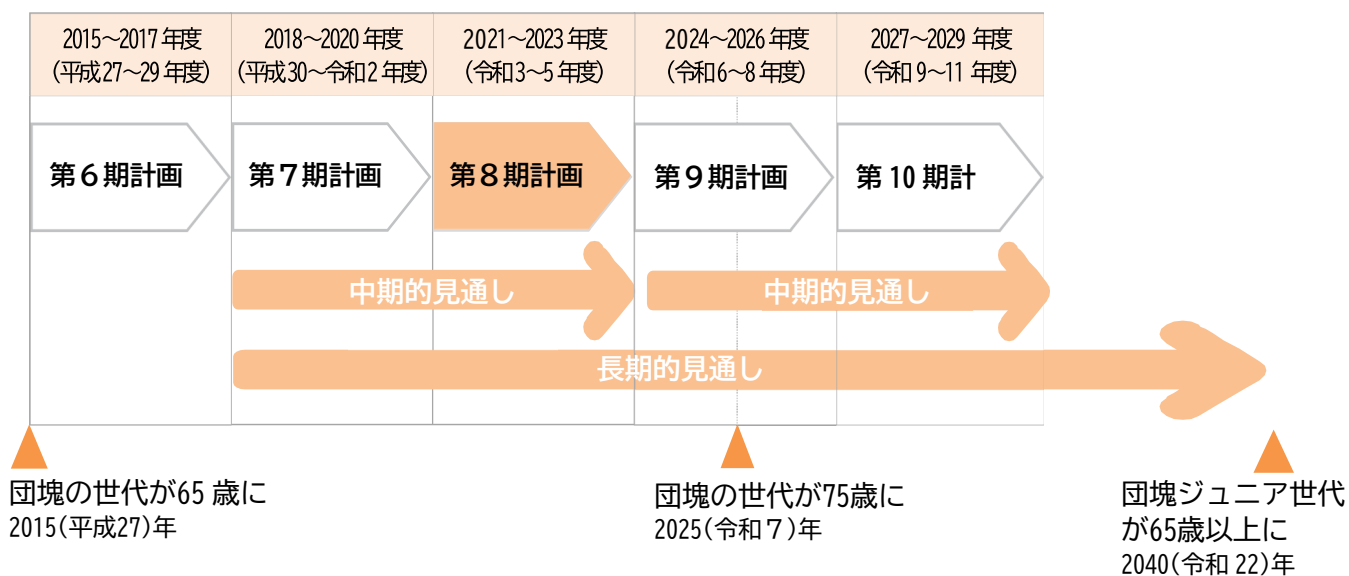 2015～2017 年度
(平成27～29 年度)
2018～2020 年度
(平成30～令和2 年度)
2021～2023 年度
(令和3～5 年度)
2024～2026 年度
(令和6～8 年度)
2027～2029 年度
(令和 9～11 年度)
第６期計画
第７期計画
第８期計画
第９期計画
第 10 期計
中期的見通し
中期的見通し
長期的見通し
団塊の世代が65 歳に
2015(平成27)年
団塊の世代が75歳に
2025(令和７)年
団塊ジュニア世代
が65歳以上に
2040(令和 22)年